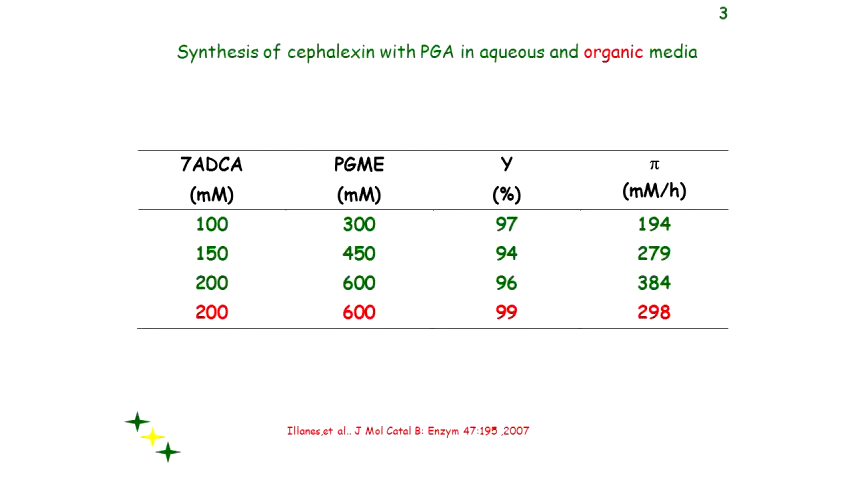 3
Synthesis of cephalexin with PGA in aqueous and organic media
7ADCA PGME Y π
(mM) (mM) (%) (mM/h)
100 300 97 194
150 450 94 279
200 600 96 384
200 600 99 298
Illanes,et al.. J Mol Catal B: Enzym 47:195 ,2007